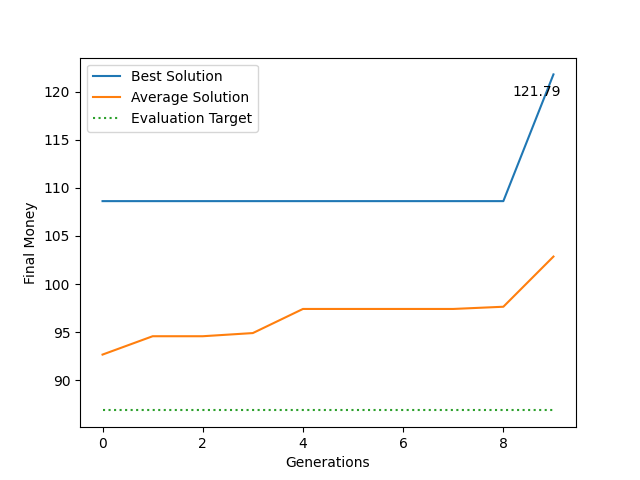 Best Solution
Average Solution
Evaluation Target
121.79
120
115
110
105
100
95
90
Final Money
0 2 4 6 8
Generations